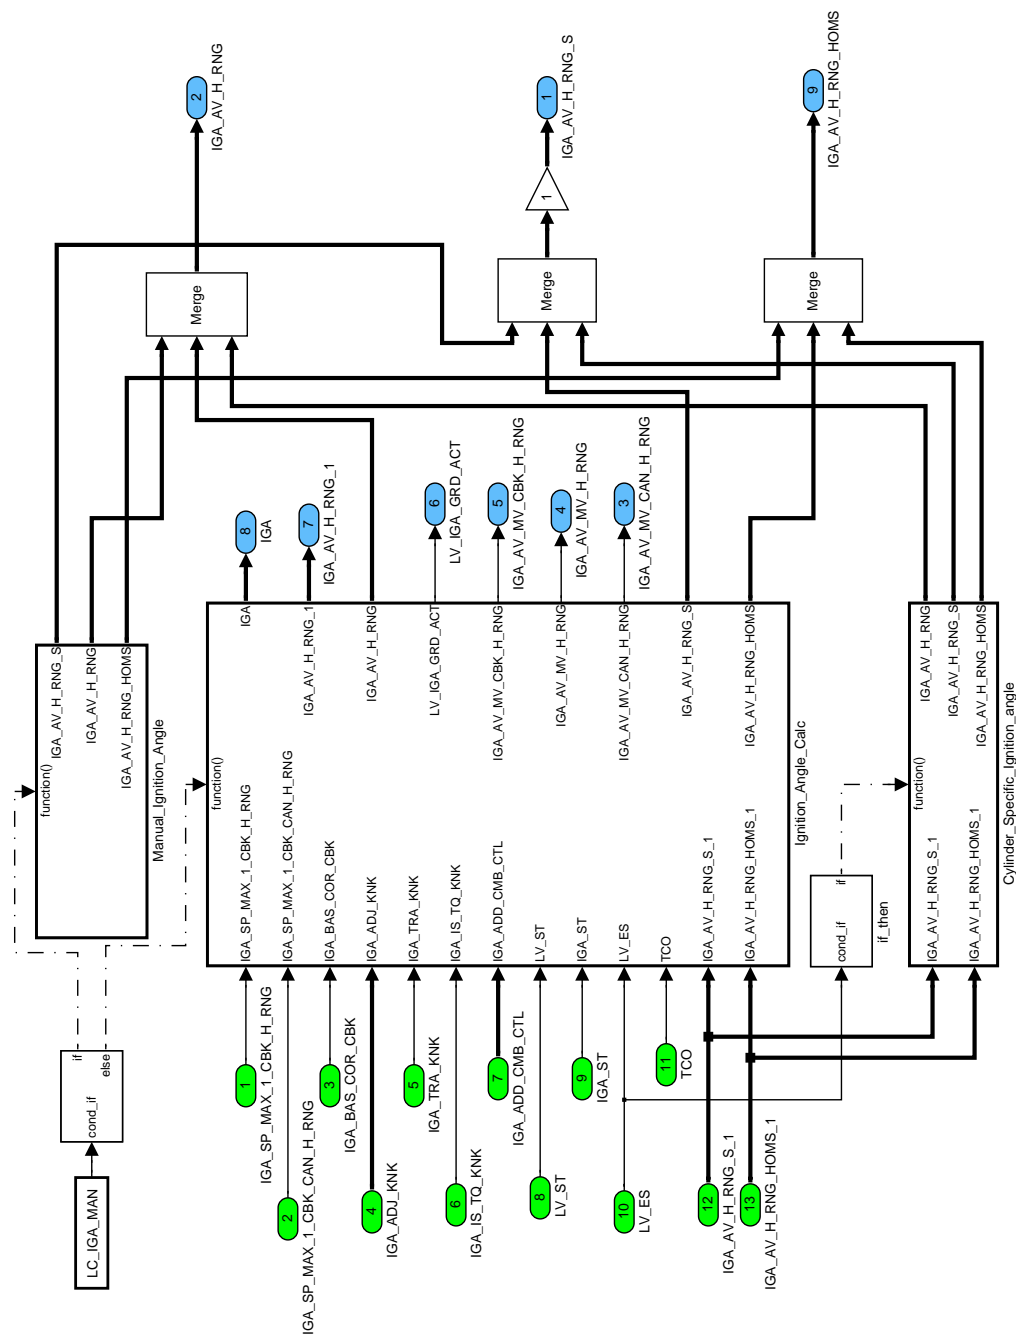 LC_IGA_MAN
cond_if
if
else
function()
IGA_AV_H_RNG_S
IGA_AV_H_RNG
IGA_AV_H_RNG_HOMS
Manual_Ignition_Angle
1
IGA_SP_MAX_1_CBK_H_RNG
2
IGA_SP_MAX_1_CBK_CAN_H_RNG
3
IGA_BAS_COR_CBK
4
IGA_ADJ_KNK
5
IGA_TRA_KNK
6
IGA_IS_TQ_KNK
7
IGA_ADD_CMB_CTL
8
LV_ST
9
IGA_ST
10
LV_ES
11
TCO
12
IGA_AV_H_RNG_S_1
13
IGA_AV_H_RNG_HOMS_1
function()
IGA_SP_MAX_1_CBK_H_RNG
IGA_SP_MAX_1_CBK_CAN_H_RNG
IGA_BAS_COR_CBK
IGA_ADJ_KNK
IGA_TRA_KNK
IGA_IS_TQ_KNK
IGA_ADD_CMB_CTL
LV_ST
IGA_ST
LV_ES
TCO
IGA_AV_H_RNG_S_1
IGA_AV_H_RNG_HOMS_1
IGA
IGA_AV_H_RNG_1
IGA_AV_H_RNG
LV_IGA_GRD_ACT
IGA_AV_MV_CBK_H_RNG
IGA_AV_MV_H_RNG
IGA_AV_MV_CAN_H_RNG
IGA_AV_H_RNG_S
IGA_AV_H_RNG_HOMS
Ignition_Angle_Calc
8
IGA
7
IGA_AV_H_RNG_1
6
LV_IGA_GRD_ACT
5
IGA_AV_MV_CBK_H_RNG
4
IGA_AV_MV_H_RNG
3
IGA_AV_MV_CAN_H_RNG
cond_if
if
if_then
function()
IGA_AV_H_RNG_S_1
IGA_AV_H_RNG_HOMS_1
IGA_AV_H_RNG
IGA_AV_H_RNG_S
IGA_AV_H_RNG_HOMS
Cylinder_Specific_Ignition_angle
Merge
2
IGA_AV_H_RNG
Merge
1
1
IGA_AV_H_RNG_S
Merge
9
IGA_AV_H_RNG_HOMS